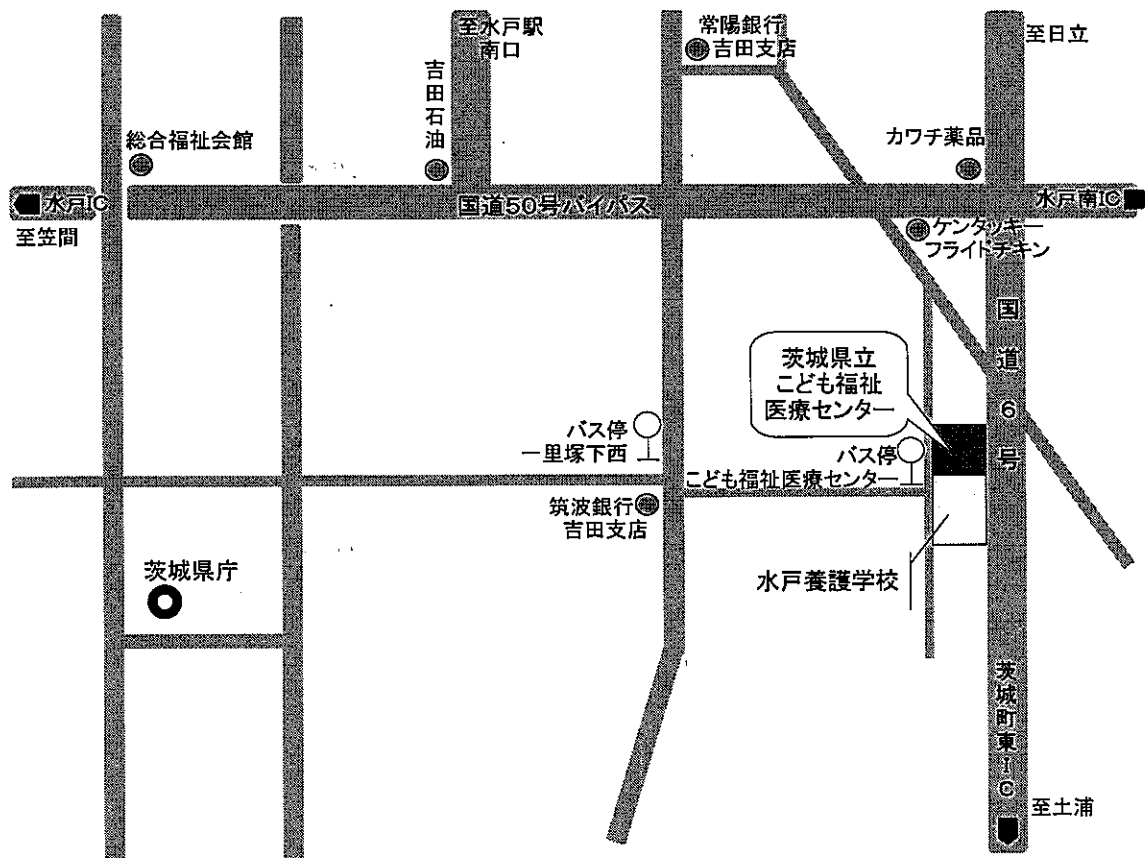 至水戸駅
南口
常陽銀行
吉田支店
至日立
吉田石油
総合福祉会館
カワチ薬品
水戸IC
国道50号バイパス
水戸南IC
至笠間
ケンタッキー
フライドチキン
国道6号
茨城県立
こども福祉
医療センター
バス停
一里塚下西
バス停
こども福祉医療センター
筑波銀行
吉田支店
茨城県庁
水戸養護学校
茨城町東IC
至土浦